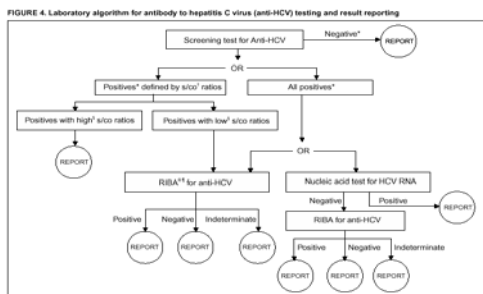 FIGURE 4. Laboratory algorithm for antibody to hepatitis C virus (anti-HCV) testing and result reporting
Screening test for Anti-HCV
Negative*
REPORT
OR
Positives* defined by s/co† ratios
All positives*
Positives with high§ s/co ratios
Positives with low§ s/co ratios
REPORT
OR
RIBA for anti-HCV
Nucleic acid test for HCV RNA
Negative
Positive
REPORT
Positive
Negative
Indeterminate
RIBA for anti-HCV
REPORT
REPORT
REPORT
Positive
Negative
Indeterminate
REPORT
REPORT
REPORT